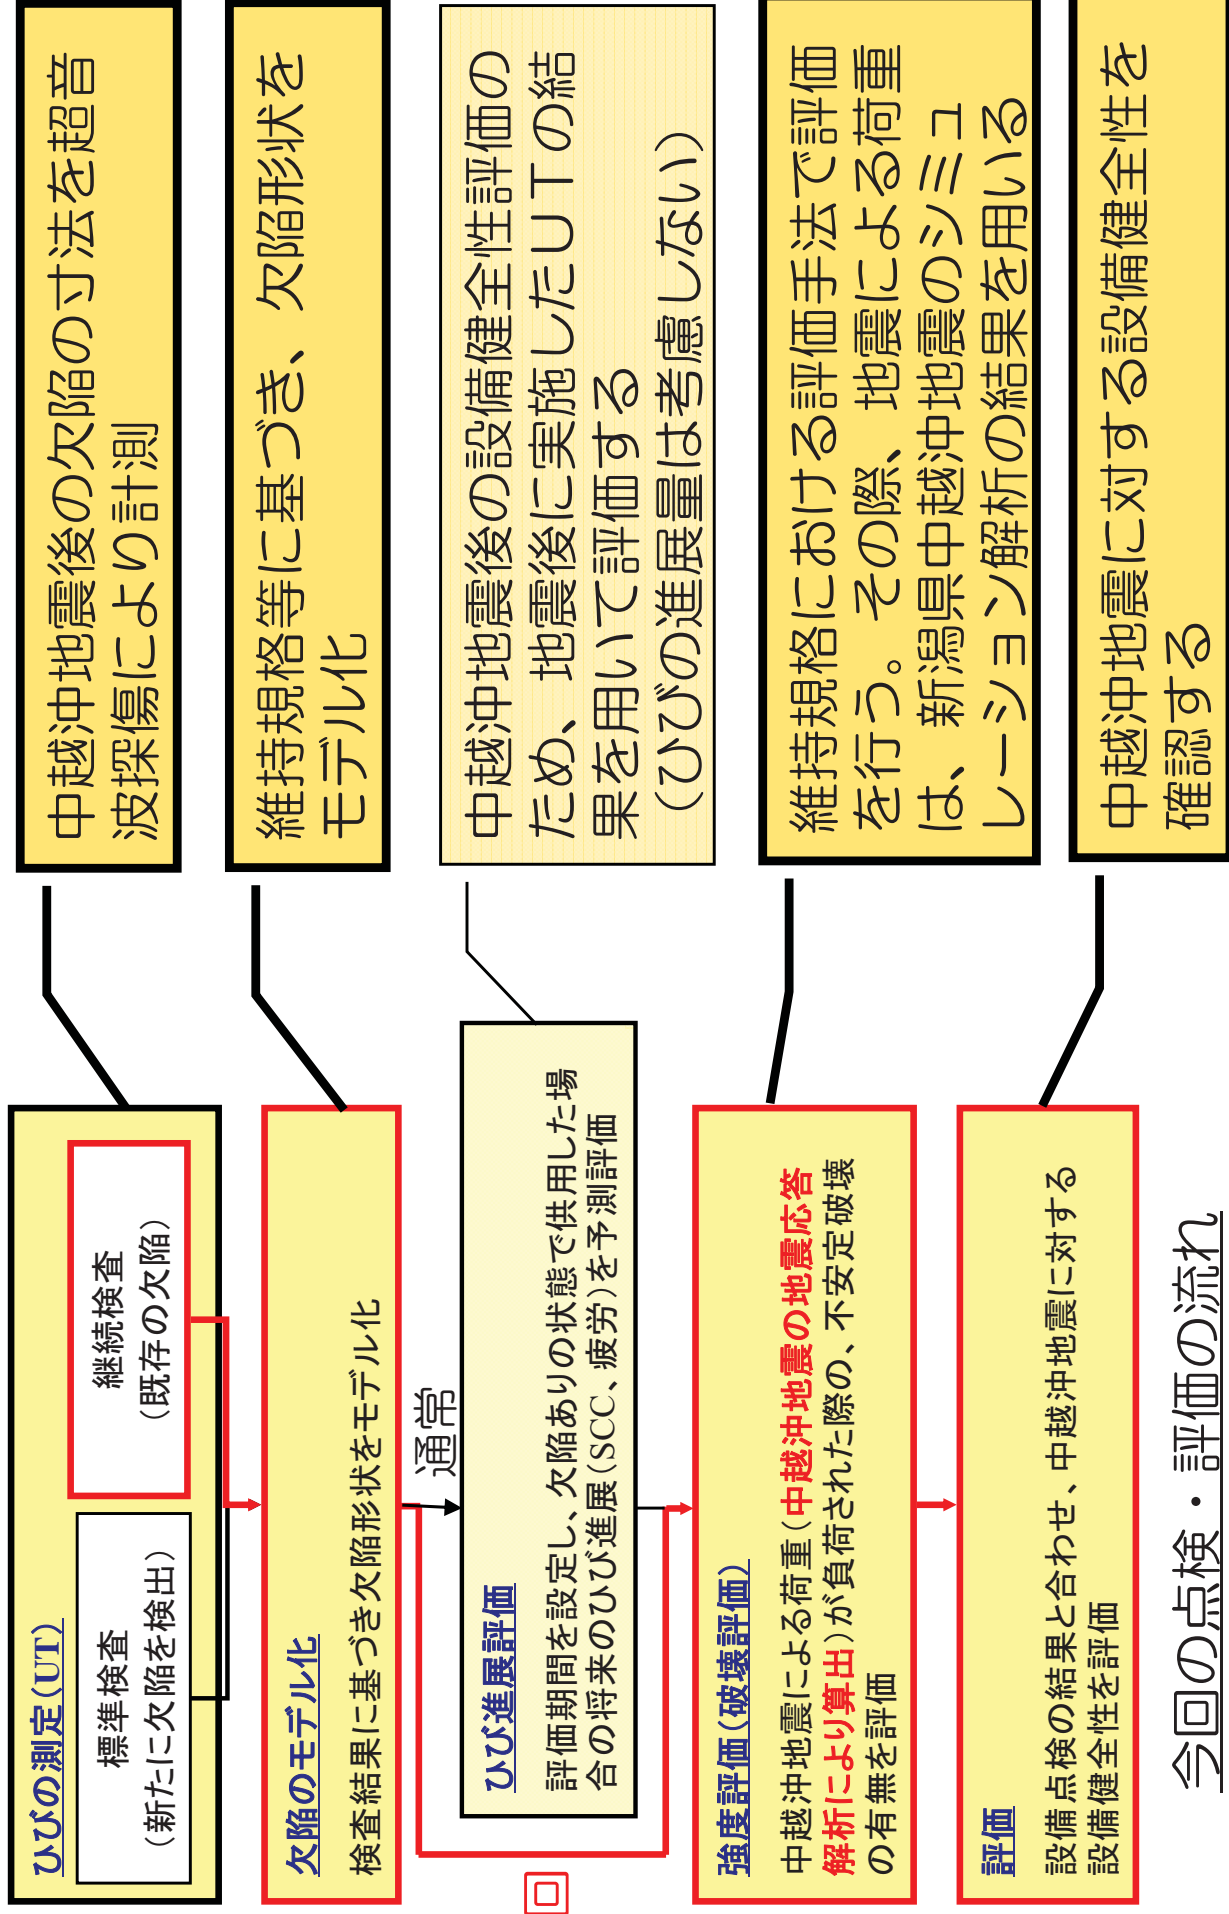 ひびの測定(UT)
標準検査
(新たに欠陥を検出)
継続検査
(既存の欠陥)
中越沖地震後の欠陥の寸法を超音
波探傷により計測
欠陥のモデル化
検査結果に基づき欠陥形状をモデル化
維持規格等に基づき、欠陥形状を
モデル化
通常
ひび進展評価
評価期間を設定し、欠陥ありの状態で供用した場
合の将来のひび進展(SCC、疲労)を予測評価
中越沖地震後の設備健全性評価の
ため、地震後に実施したUTの結
果を用いて評価する
(ひびの進展量は考慮しない)
回
強度評価(破壊評価)
中越沖地震による荷重(中越沖地震の地震応答
解析により算出)が負荷された際の、不安定破壊
の有無を評価
維持規格における評価手法で評価
を行う。その際、地震による荷重
は、新潟県中越沖地震のシミュ
レーション解析の結果を用いる
評価
設備点検の結果と合わせ、中越沖地震に対する
設備健全性を評価
中越沖地震に対する設備健全性を
確認する
今回の点検・評価の流れ